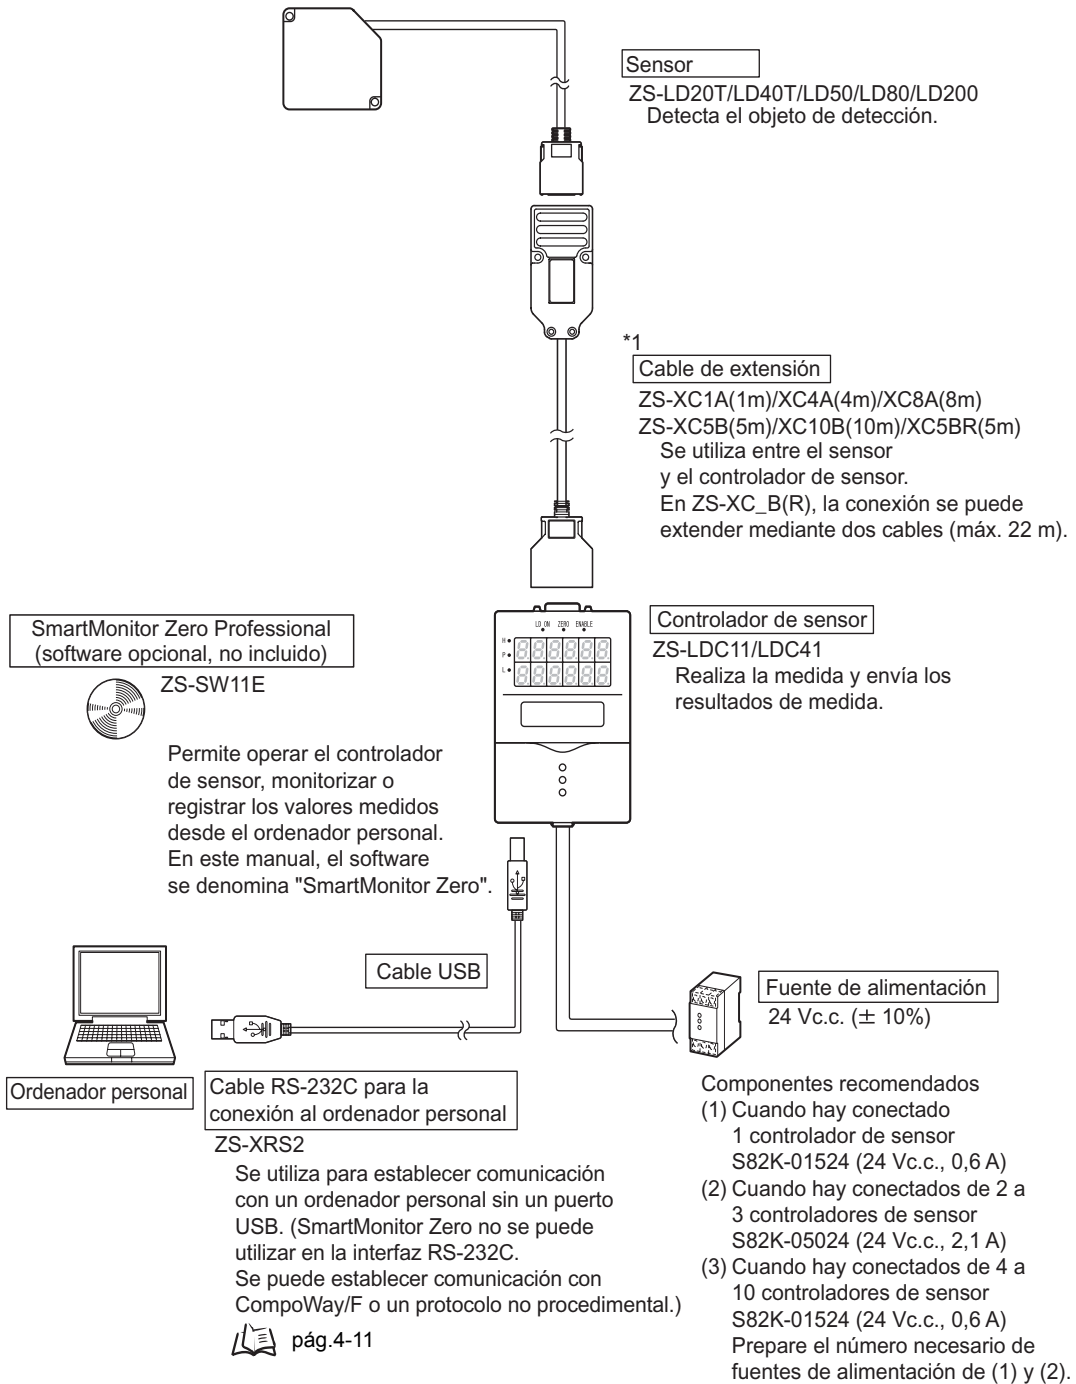 Sensor
ZS-LD20T/LD40T/LD50/LD80/LD200
Detecta el objeto de detección.
*1
Cable de extensión
ZS-XC1A(1m)/XC4A(4m)/XC8A(8m)
ZS-XC5B(5m)/XC10B(10m)/XC5BR(5m)
Se utiliza entre el sensor
y el controlador de sensor.
En ZS-XC_B(R), la conexión se puede
extender mediante dos cables (máx. 22 m).
LD ON ZERO ENABLE
H
P
L
Controlador de sensor
ZS-LDC11/LDC41
Realiza la medida y envía los
resultados de medida.
SmartMonitor Zero Professional
(software opcional, no incluido)
ZS-SW11E
Permite operar el controlador
de sensor, monitorizar o
registrar los valores medidos
desde el ordenador personal.
En este manual, el software
se denomina "SmartMonitor Zero".
Cable USB
Ordenador personal
Cable RS-232C para la
conexión al ordenador personal
ZS-XRS2
Se utiliza para establecer comunicación
con un ordenador personal sin un puerto
USB. (SmartMonitor Zero no se puede
utilizar en la interfaz RS-232C.
Se puede establecer comunicación con
CompoWay/F o un protocolo no procedimental.)
pág.4-11
Fuente de alimentación
24 Vc.c. (± 10%)
Componentes recomendados
(1) Cuando hay conectado
1 controlador de sensor
S82K-01524 (24 Vc.c., 0,6 A)
(2) Cuando hay conectados de 2 a
3 controladores de sensor
S82K-05024 (24 Vc.c., 2,1 A)
(3) Cuando hay conectados de 4 a
10 controladores de sensor
S82K-01524 (24 Vc.c., 0,6 A)
Prepare el número necesario de
fuentes de alimentación de (1) y (2).